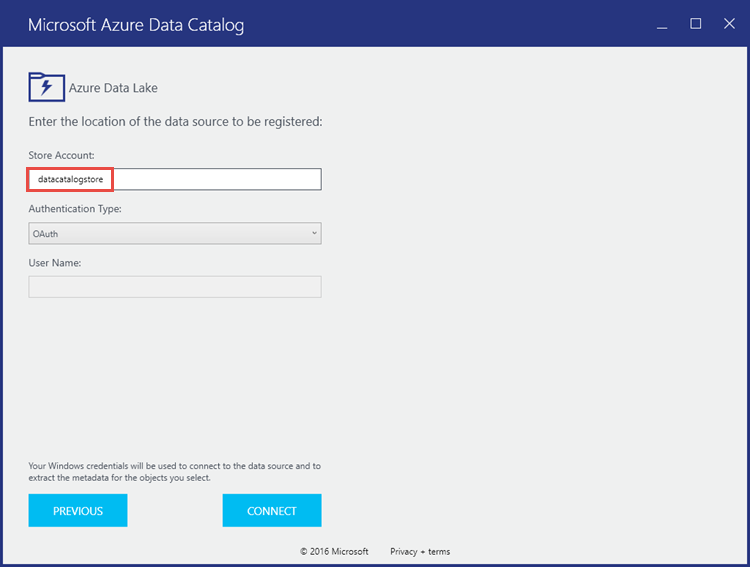 Microsoft Azure Data Catalog
Azure Data Lake
Enter the location of the data source to be registered:
Store Account:
datacatalogstore
Authentication Type:
OAuth
User Name:
Your Windows credentials will be used to connect to the data source and to
extract the metadata for the objects you select.
PREVIOUS
CONNECT
© 2016 Microsoft
Privacy + terms